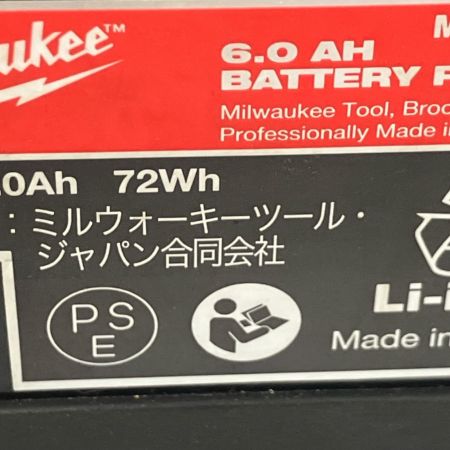 ukee™
M
6.0 AH
BATTERY P
Milwaukee Tool, Broo
Professionally Made in
.0Ah 72Wh
：ミルウォーキーツール・
ジャパン合同会社
PSE
Li-i
Made in